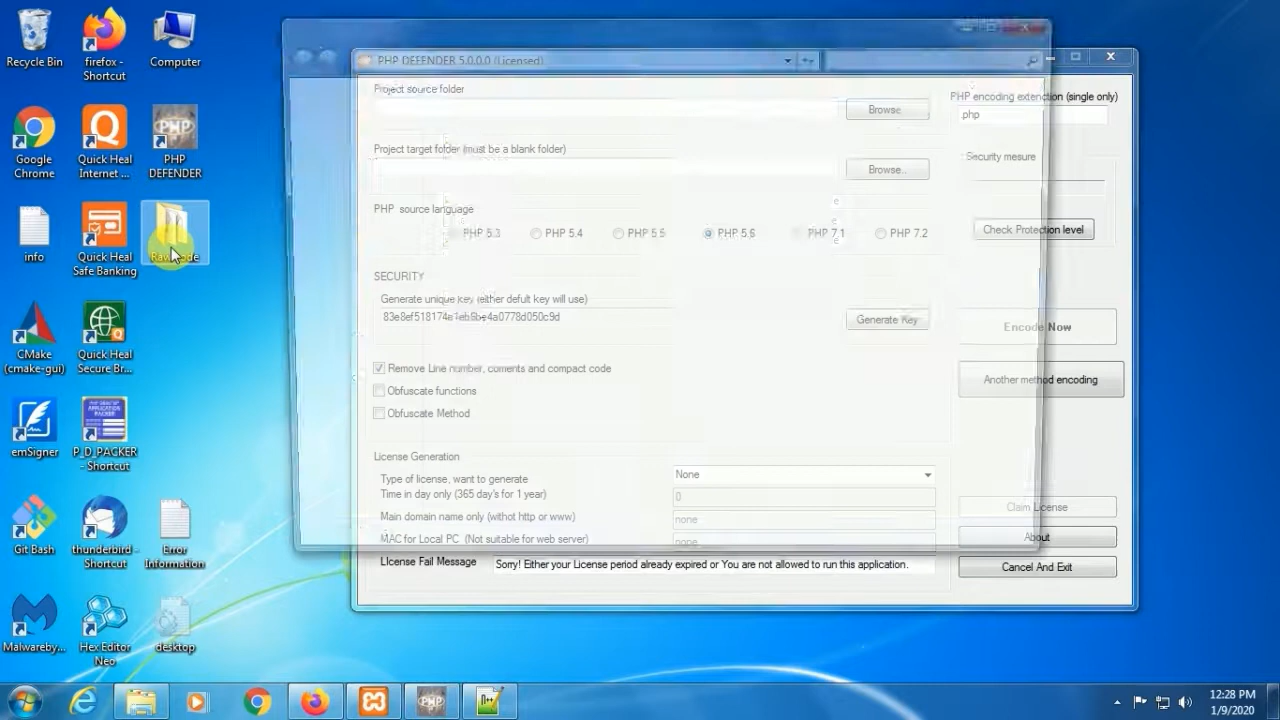 Recycle Bin
firefox - Shortcut
Computer
Google Chrome
Quick Heal Internet ...
PHP DEFENDER
info
Quick Heal Safe Banking
CMake (cmake-gui)
Quick Heal Secure Br...
emSigner
P_D_PACKER - Shortcut
Git Bash
thunderbird - Shortcut
Error Information
Malwareby...
Hex Editor Neo
desktop
PHP DEFENDER 5.0.0.0 (Licensed)
Project source folder
Browse
Project target folder (must be a blank folder)
Browse..
PHP source language
PHP 5.3
PHP 5.4
PHP 5.5
PHP 5.6
PHP 7.1
PHP 7.2
SECURITY
Generate unique key (either defult key will use)
Generate Key
Remove Line number, coments and compact code
Obfuscate functions
Obfuscate Method
License Generation
Type of license, want to generate
None
Time in day only (365 day's for 1 year)
0
Main domain name only (withot http or www)
none
MAC for Local PC (Not suitable for web server)
none
LIcense Fail Message
Sorry! Either your License period already expired or You are not allowed to run this application.
PHP encoding extenction (single only)
.php
Security mesure
Check Protection level
Encode Now
Another method encoding
Claim License
About
Cancel And Exit
12:28 PM
1/9/2020